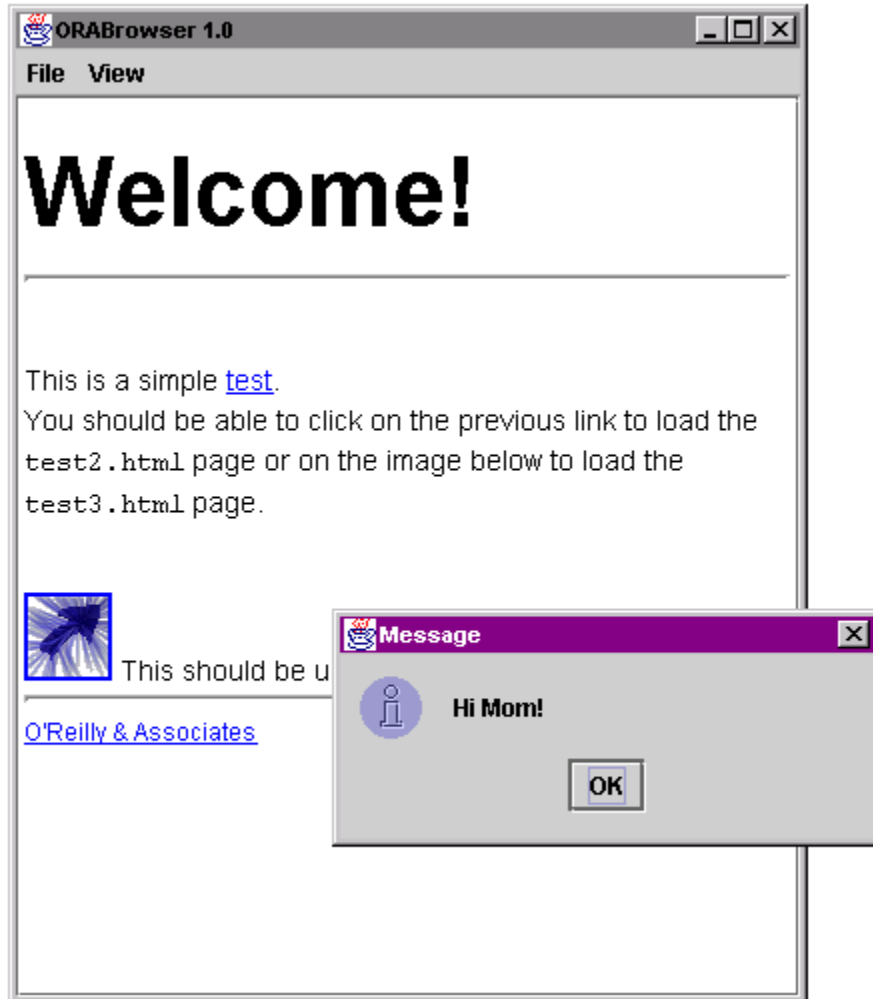 ORABrowser 1.0
File View
Welcome!
This is a simple test.
You should be able to click on the previous link to load the
test2.html page or on the image below to load the
test3.html page.
This should be
O'Reilly & Associates
Message
Hi Mom!
OK